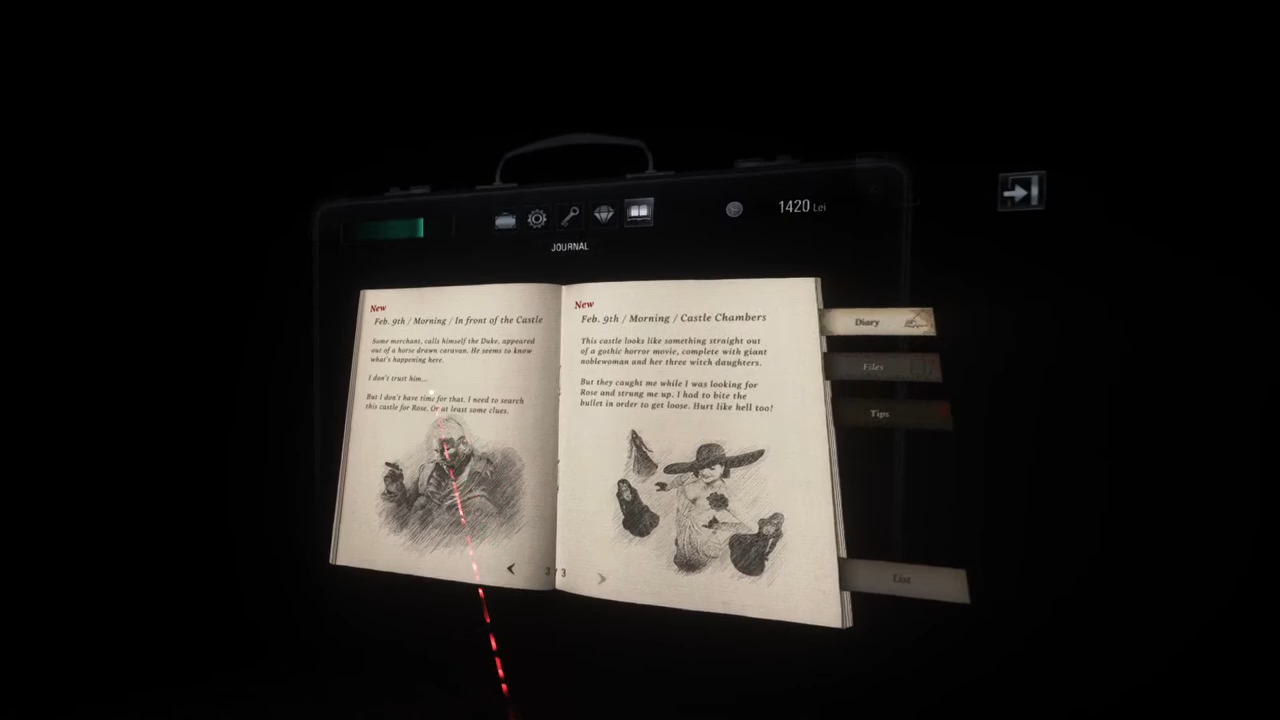 1420 Lei
JOURNAL
New
Feb. 9th / Morning / In front of the Castle
Some merchant, calls himself the Duke, appeared
out of a horse drawn caravan. He seems to know
what's happening here.
I don't trust him...
But I don't have time for that. I need to search
this castle for Rose. Or at least some clues.
New
Feb. 9th / Morning / Castle Chambers
This castle looks like something straight out
of a gothic horror movie, complete with giant
noblewoman and her three witch daughters.
But they caught me while I was looking for
Rose and strung me up. I had to bite the
bullet in order to get loose. Hurt like hell too!
3 / 3
Diary
Files
Tips
List